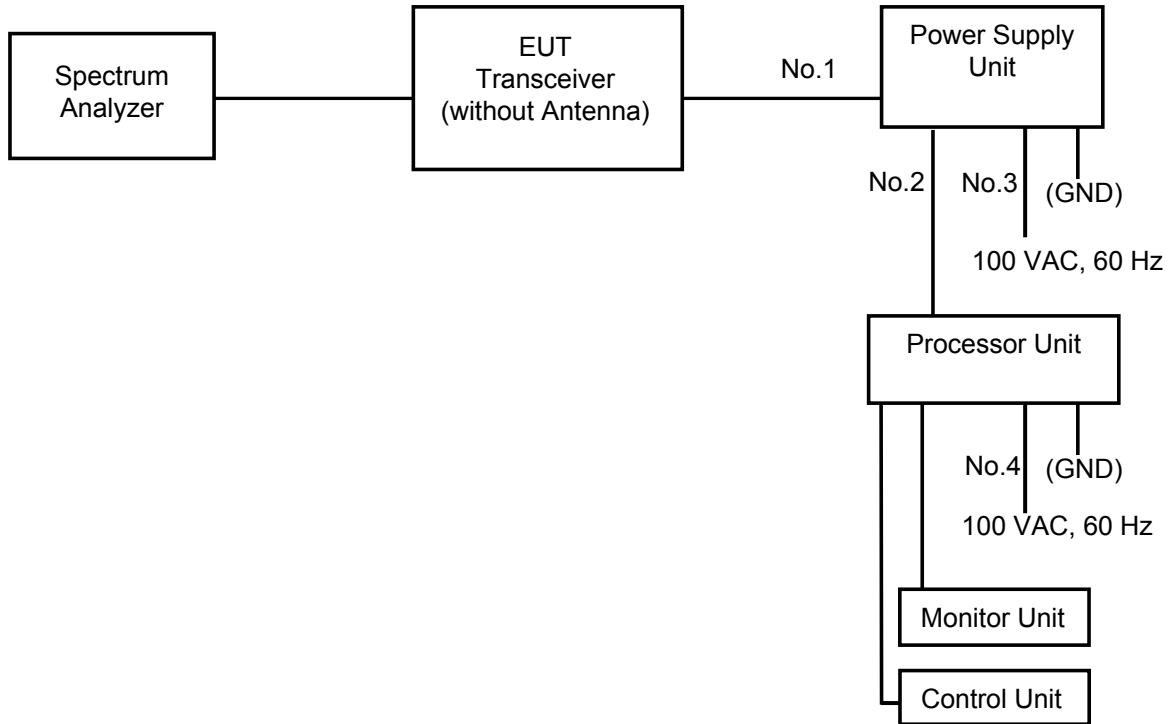 Spectrum
Analyzer
EUT
Transceiver
(without Antenna)
No.1
Power Supply
Unit
No.2
No.3
(GND)
100 VAC, 60 Hz
Processor Unit
No.4
(GND)
100 VAC, 60 Hz
Monitor Unit
Control Unit